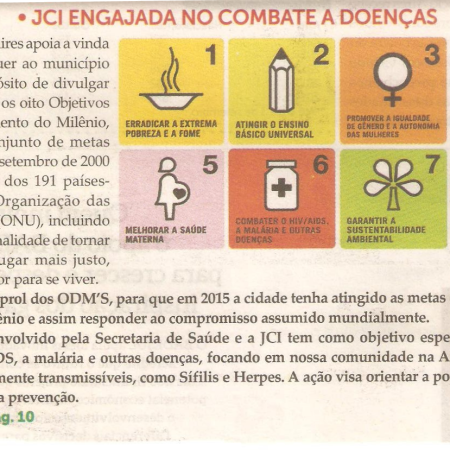 • JCI ENGAJADA NO COMBATE A DOENÇAS
ires apoia a vinda
uer ao município
ósito de divulgar
os oito Objetivos
ento do Milênio,
njunto de metas
setembro de 2000
dos 191 países-
Organização das
(ONU), incluindo
nalidade de tornar
ugar mais justo,
or para se viver.
1
ERRADICAR A EXTREMA
POBREZA E A FOME
2
ATINGIR O ENSINO
BÁSICO UNIVERSAL
3
PROMOVER A IGUALDADE
DE GÊNERO E A AUTONOMIA
DAS MULHERES
5
MELHORAR A SAÚDE
MATERNA
6
COMBATER O HIV/AIDS,
A MALÁRIA E OUTRAS
DOENÇAS
7
GARANTIR A
SUSTENTABILIDADE
AMBIENTAL
prol dos ODM'S, para que em 2015 a cidade tenha atingido as metas
ênio e assim responder ao compromisso assumido mundialmente.
nvolvido pela Secretaria de Saúde e a JCI tem como objetivo espe
DS, a malária e outras doenças, focando em nossa comunidade na A
nente transmissíveis, como Sífilis e Herpes. A ação visa orientar a po
a prevenção.
g. 10